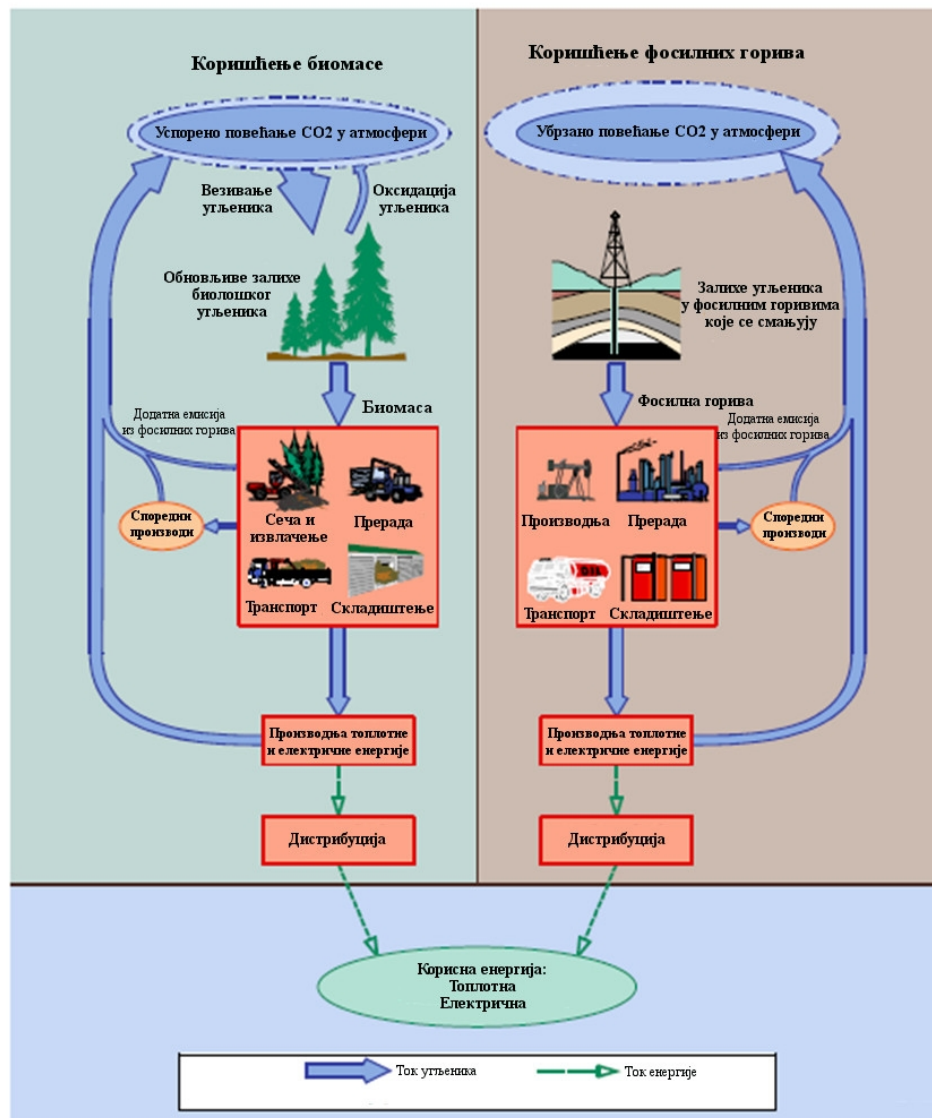 Коришћење биомасе
Успорено повећање CO2 у атмосфери
Везивање
угљеника
Оксидација
угљеника
Обновљиве залихе
биолошког
угљеника
Биомаса
Додатна емисија
из фосилних горива
Споредни
производи
Сеча и
извлачење
Прерада
Транспорт
Складиштење
Производња топлотне
и електричне енергије
Дистрибуција
Коришћење фосилних горива
Убрзано повећање CO2 у атмосфери
Залихе угљеника
у фосилним горивима
које се смањују
Фосилна горива
Додатна емисија
из фосилних горива
Производња
Прерада
Споредни
производи
OIL
Транспорт
Складиштење
Производња топлотне
и електричне енергије
Дистрибуција
Корисна енергија:
Топлотна
Електрична
Ток угљеника
Ток енергије